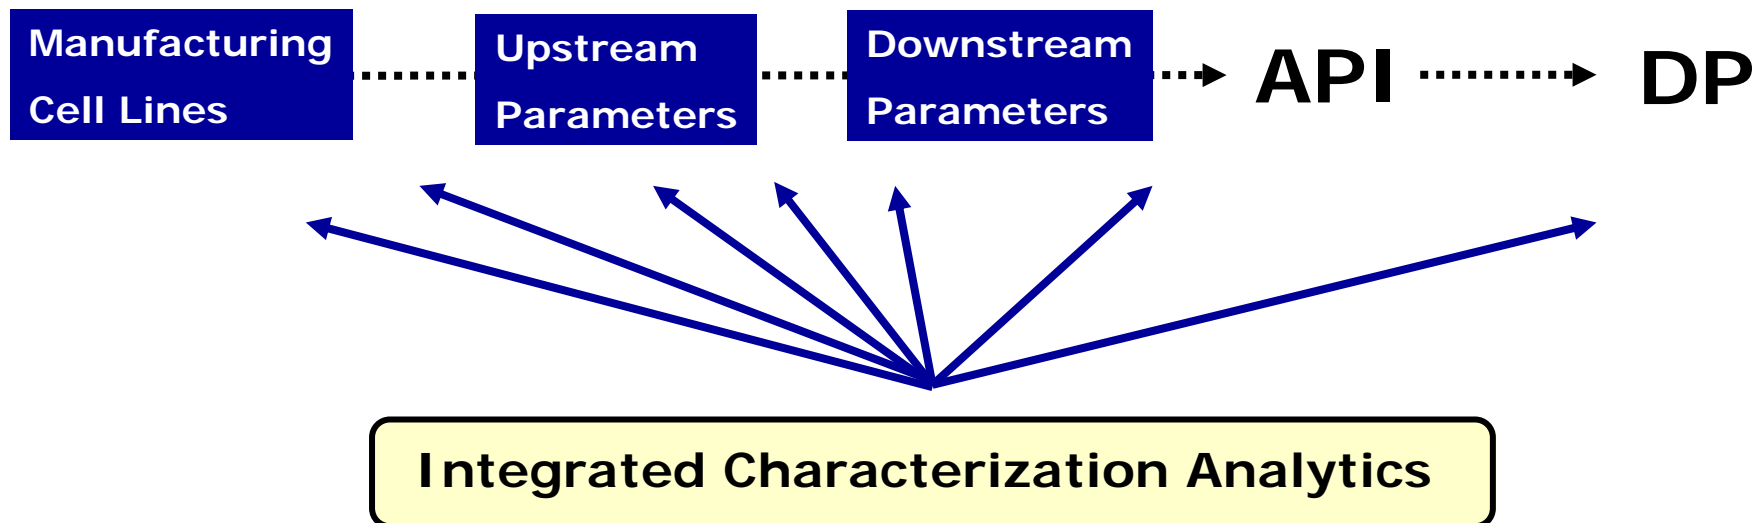 Manufacturing
Cell Lines
Upstream
Parameters
Downstream
Parameters
API
DP
Integrated Characterization Analytics